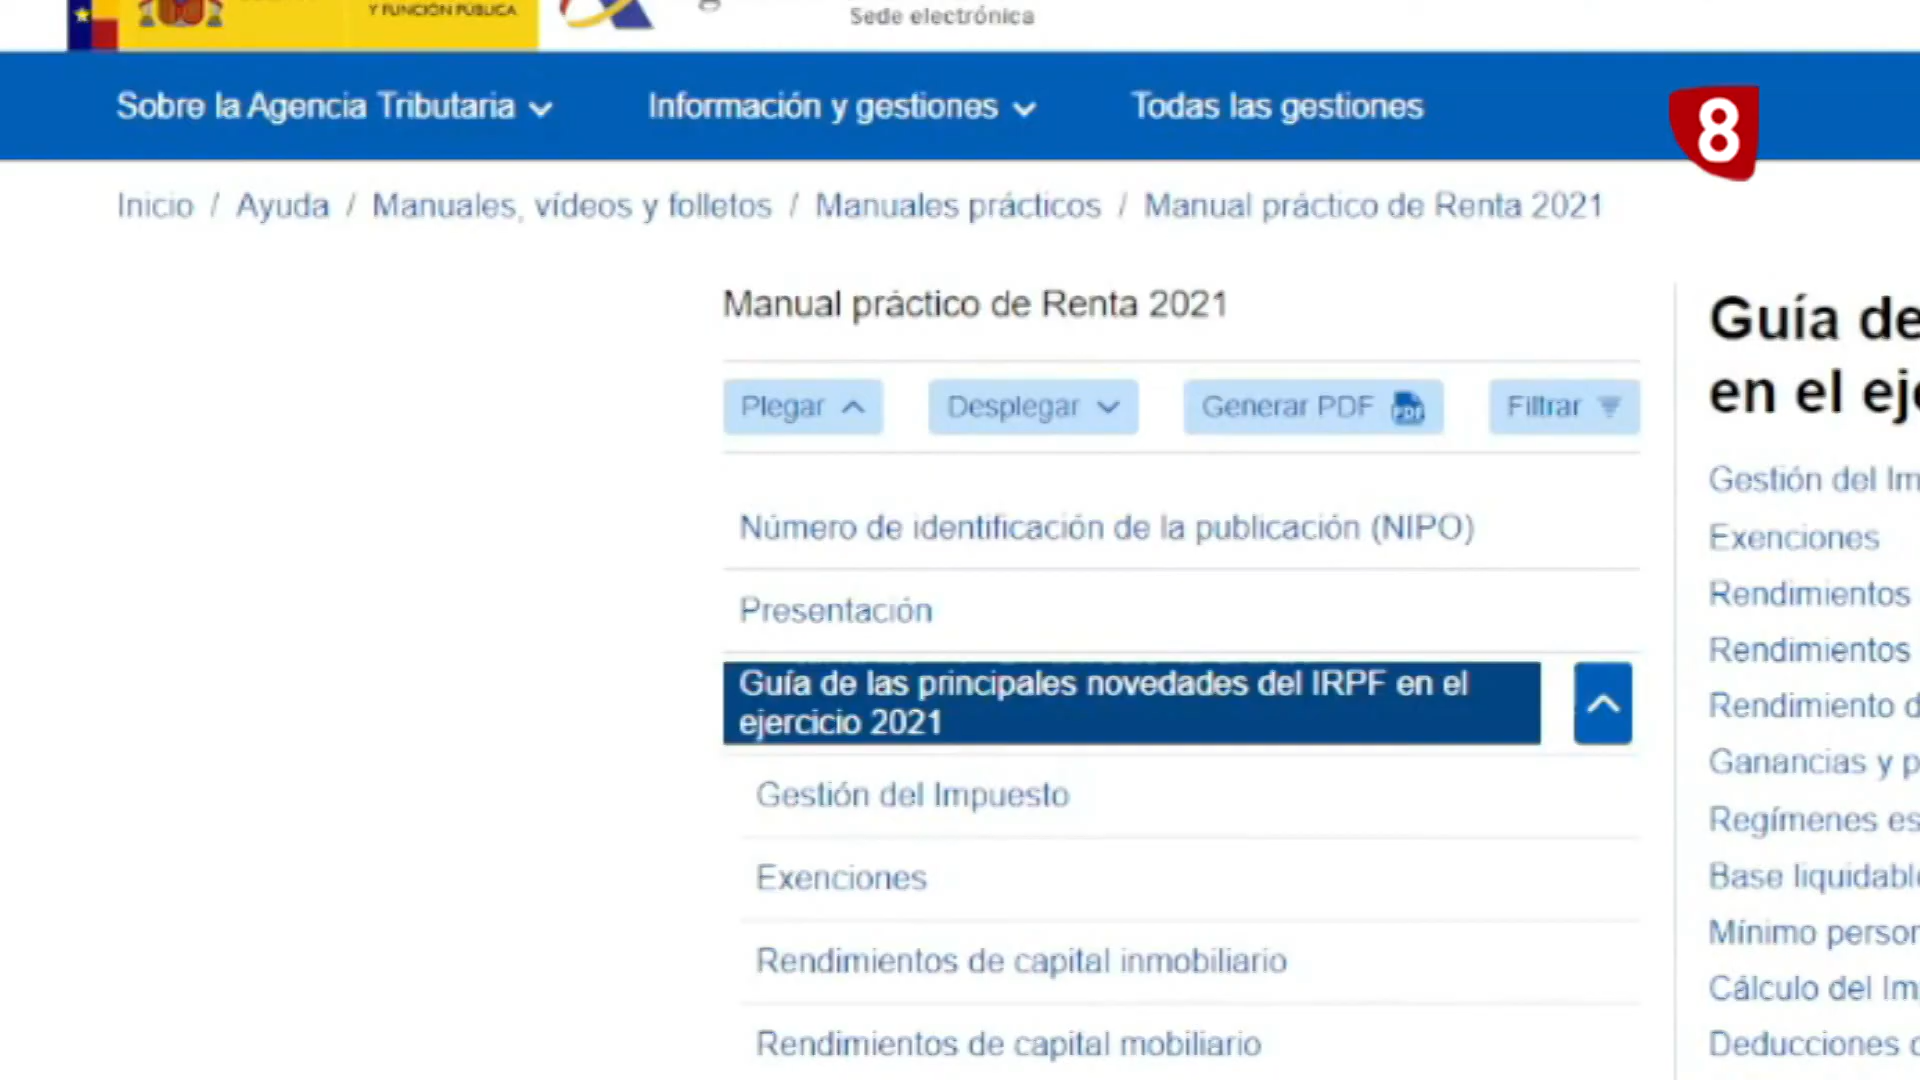 Y FUNCIÓN PÚBLICA
Sede electrónica
Sobre la Agencia Tributaria
Información y gestiones
Todas las gestiones
8
Inicio / Ayuda / Manuales, vídeos y folletos / Manuales prácticos / Manual práctico de Renta 2021
Manual práctico de Renta 2021
Plegar
Desplegar
Generar PDF
PDF
Filtrar
Número de identificación de la publicación (NIPO)
Presentación
Guía de las principales novedades del IRPF en el
ejercicio 2021
Gestión del Impuesto
Exenciones
Rendimientos de capital inmobiliario
Rendimientos de capital mobiliario
Guía de
en el eje
Gestión del Im
Exenciones
Rendimientos
Rendimientos
Rendimiento d
Ganancias y p
Regímenes es
Base liquidable
Mínimo person
Cálculo del Im
Deducciones